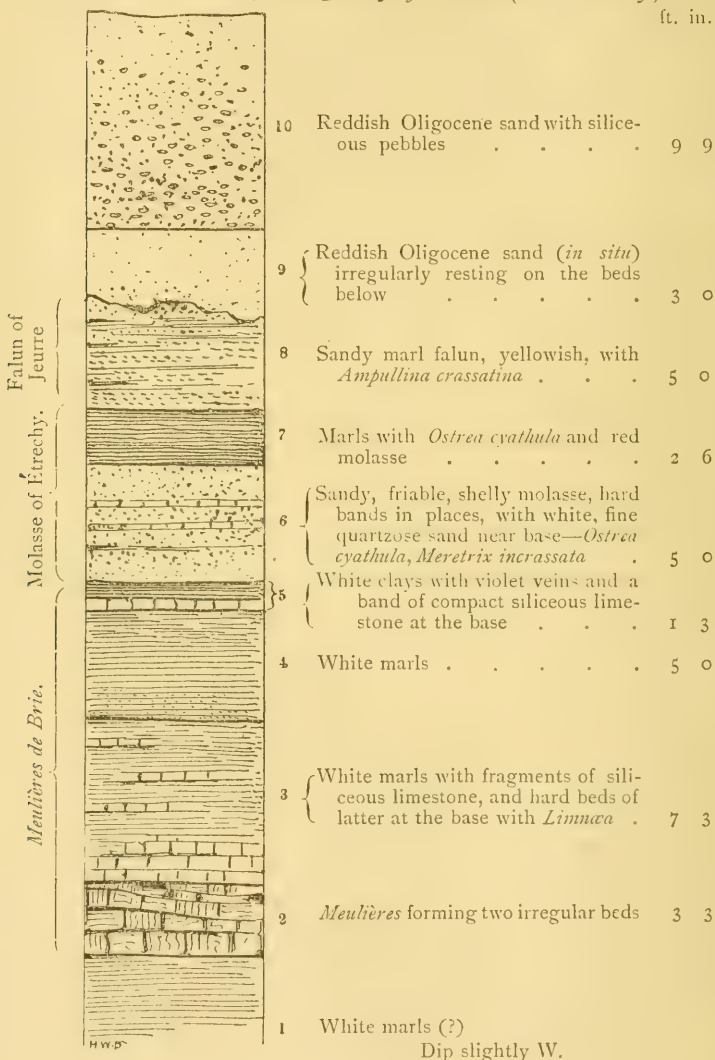 ft. in.
10 Reddish Oligocene sand with silice-
ous pebbles . . . . 9 9
9 Reddish Oligocene sand (in situ)
irregularly resting on the beds
below . . . . . 3 0
Falun of
Jeurre
8 Sandy marl falun, yellowish, with
Ampullina crassatina . . . 5 0
Molasse of Étrechy.
7 Marls with Ostrea cyathula and red
molasse . . . . . 2 6
6 Sandy, friable, shelly molasse, hard
bands in places, with white, fine
quartzose sand near base—Ostrea
cyathula, Meretrix incrassata . 5 0
5 White clays with violet veins and a
band of compact siliceous lime-
stone at the base . . . 1 3
Meulières de Brie.
4 White marls . . . . . 5 0
3 White marls with fragments of sili-
ceous limestone, and hard beds of
latter at the base with Limnæa . 7 3
2 Meulières forming two irregular beds 3 3
1 White marls (?)
Dip slightly W.